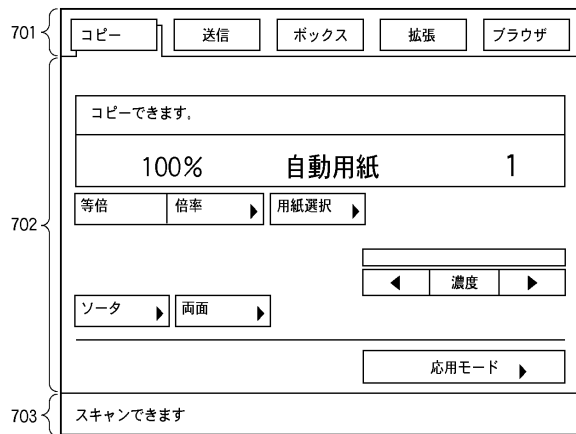 701
コピー 送信 ボックス 拡張 ブラウザ
コピーできます.
100% 自動用紙 1
702
等倍 倍率 ▶ 用紙選択 ▶
◀ 濃度 ▶
ソータ ▶ 両面 ▶
応用モード ▶
703
スキャンできます